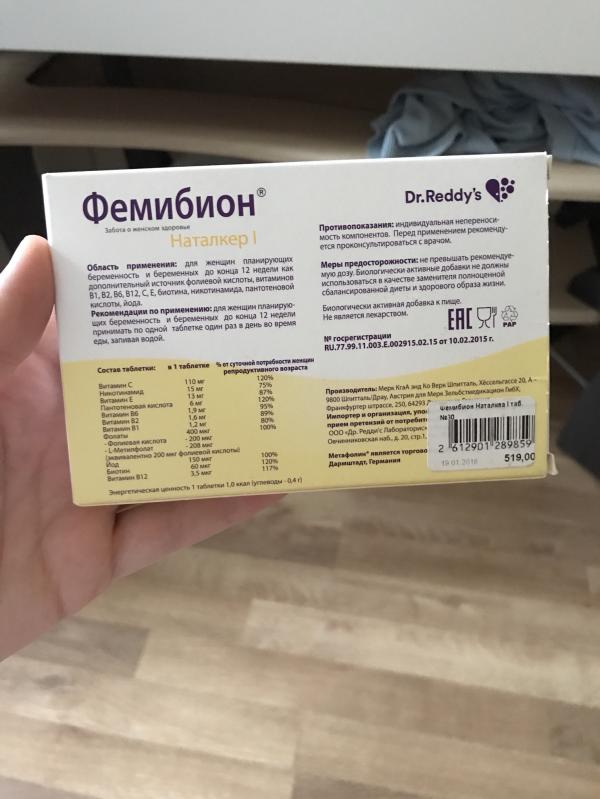 Фемибион®
Забота о женском здоровье
Наталкер I
Область применения: для женщин планирующих
беременность и беременных до конца 12 недели как
дополнительный источник фолиевой кислоты, витаминов
B1, B2, B6, B12, C, E, биотина, никотинамида, пантотеновой
кислоты, йода.
Рекомендации по применению: для женщин планирую-
щих беременность и беременных до конца 12 недели
принимать по одной таблетке один раз в день во время
еды, запивая водой.
Состав таблетки: в 1 таблетке % от суточной потребности женщин
репродуктивного возраста
Витамин С 110 мг 120%
Никотинамид 15 мг 75%
Витамин Е 13 мг 87%
Пантотеновая кислота 6 мг 120%
Витамин В6 1,9 мг 95%
Витамин В2 1,6 мг 89%
Витамин В1 1,2 мг 80%
Фолаты 400 мкг 100%
-Фолиевая кислота - 200 мкг
- L-Метилфолат - 208 мкг
(эквивалентно 200 мкг фолиевой кислоты)
Йод 150 мкг 100%
Биотин 60 мкг 120%
Витамин В12 3,5 мкг 117%
Энергетическая ценность 1 таблетки 1,0 ккал (углеводы - 0,4 г)
Dr.Reddy's
Противопоказания: индивидуальная непереноси-
мость компонентов. Перед применением рекоменду-
ется проконсультироваться с врачом.
Меры предосторожности: не превышать рекомендуе-
мую дозу. Биологически активные добавки не должны
использоваться в качестве заменителя полноценной
сбалансированной диеты и здорового образа жизни.
Биологически активная добавка к пище.
Не является лекарством.
EAC
PAP
№ госрегистрации
RU.77.99.11.003.E.002915.02.15 от 10.02.2015 г.
Производитель: Мерк КгаА энд Ко Верк Шпитталь, Хёссельгассе 20, А –
9800 Шпитталь/Драу, Австрия для Мерк Зельбстмедикацион ГмбХ,
Франкфуртер штрассе, 250, 64293
Импортер и организация, упол
прием претензий от потребит
ООО «Др. Редди'с Лабораторис
Овчинниковская наб., д. 20, стр.1,
Метафолин® является торгово
Дармштадт, Германия
Фемибион Наталкеа I таб.
№30
2 612901 289859
19.01.2018 519,00